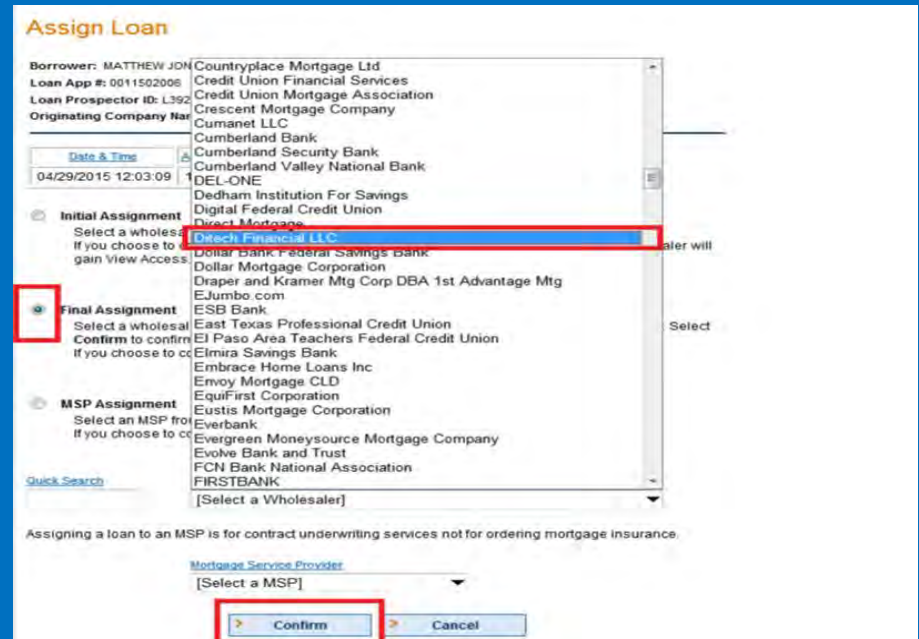 Assign Loan
Borrower: MATTHEW JON
Countryplace Mortgage Ltd
Loan App #: 0011502006
Credit Union Financial Services
Credit Union Mortgage Association
Loan Prospector ID: L392
Crescent Mortgage Company
Originating Company Nar
Cumanet LLC
Cumberland Bank
Cumberland Security Bank
Date & Time
Cumberland Valley National Bank
04/29/2015 12:03:09 1
DEL-ONE
Dedham Institution For Savings
Digital Federal Credit Union
Initial Assignment
Direct Mortgage
Select a wholesa
Ditech Financial LLC
If you choose to
aler will
Dollar Bank Federal Savings Bank
gain View Access
Dollar Mortgage Corporation
Draper and Kramer Mtg Corp DBA 1st Advantage Mtg
EJumbo.com
Final Assignment
ESB Bank
Select a wholesal
East Texas Professional Credit Union
Select
Confirm to confirm
El Paso Area Teachers Federal Credit Union
If you choose to co
Elmira Savings Bank
Embrace Home Loans Inc
Envoy Mortgage CLD
MSP Assignment
EquiFirst Corporation
Select an MSP fro
Eustis Mortgage Corporation
If you choose to co
Everbank
Evergreen Moneysource Mortgage Company
Evolve Bank and Trust
FCN Bank National Association
Quick Search
FIRSTBANK
[Select a Wholesaler]
Assigning a loan to an MSP is for contract underwriting services not for ordering mortgage insurance.
Mortgage Service Provider
[Select a MSP]
Confirm
Cancel